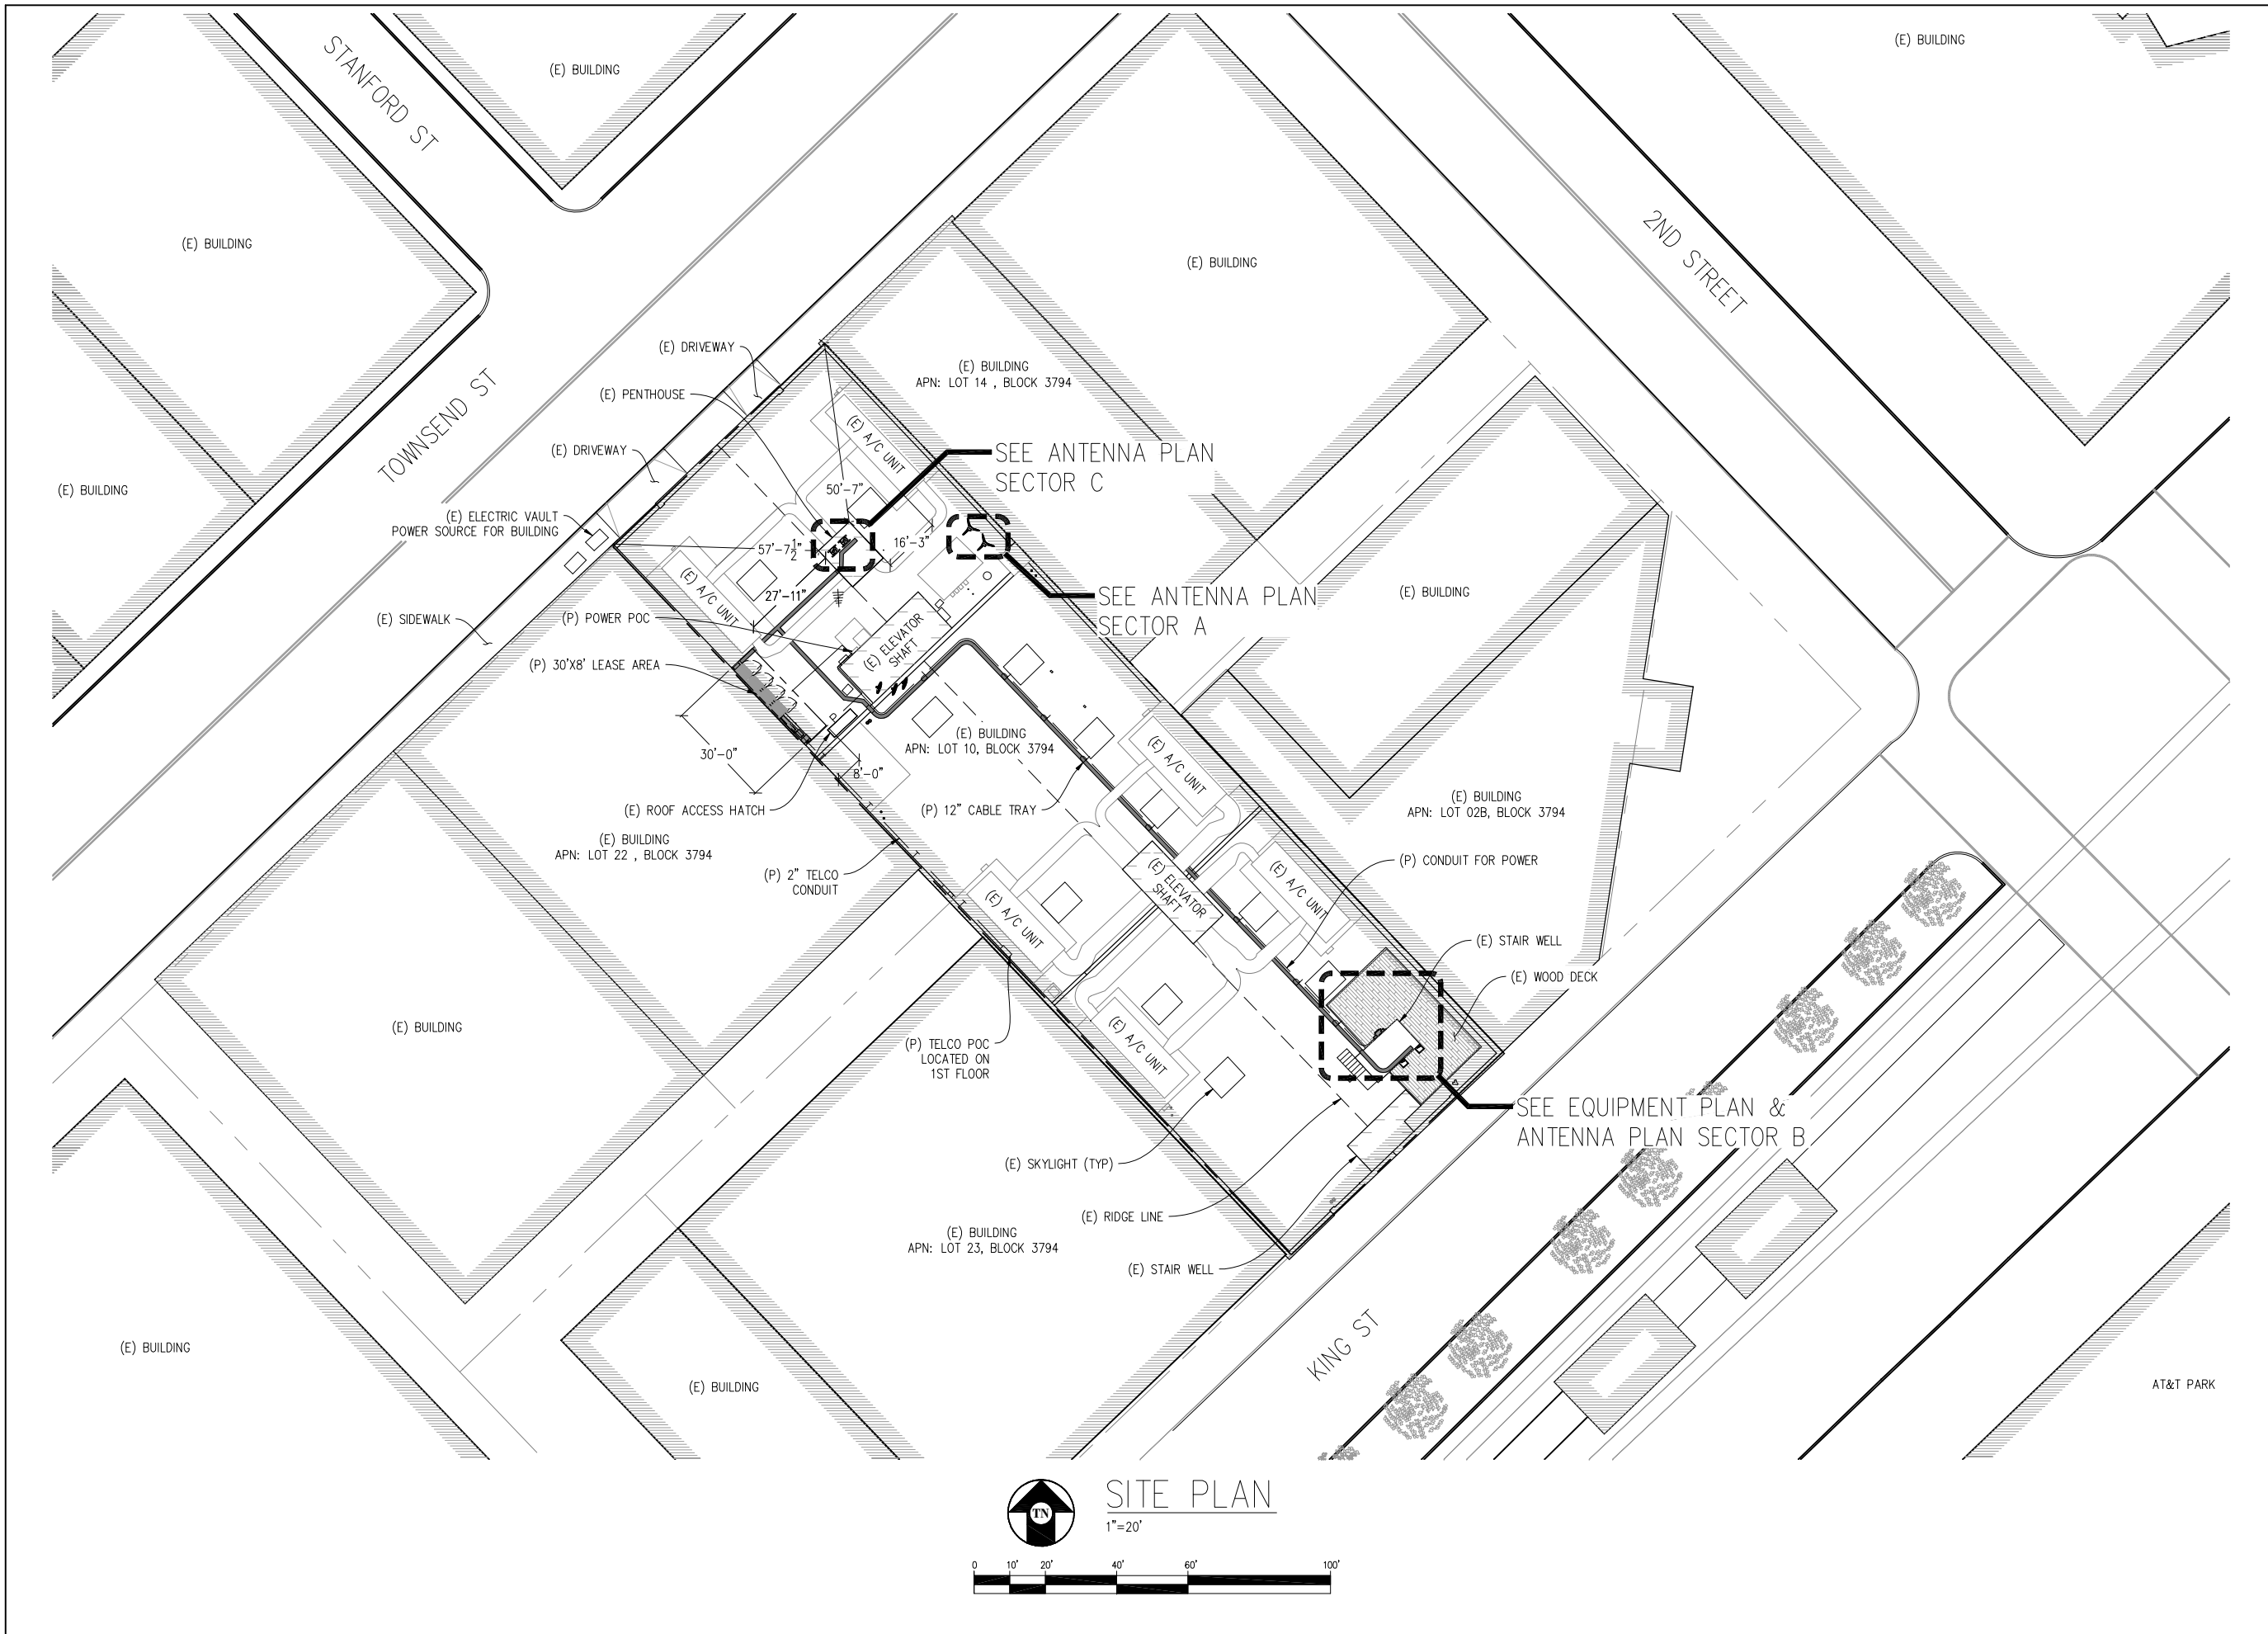 (E) BUILDING
(E) BUILDING
STANFORD ST
(E) BUILDING
2ND STREET
(E) BUILDING
(E) DRIVEWAY
(E) BUILDING
APN: LOT 14 , BLOCK 3794
(E) PENTHOUSE
TOWNSEND ST
(E) A/C UNIT
SEE ANTENNA PLAN
SECTOR C
(E) DRIVEWAY
(E) BUILDING
50'-7"
(E) ELECTRIC VAULT
POWER SOURCE FOR BUILDING
57'-7 1/2"
16'-3"
(E) A/C UNIT
27'-11"
SEE ANTENNA PLAN
SECTOR A
(E) BUILDING
(E) SIDEWALK
(P) POWER POC
(E) ELEVATOR
SHAFT
(P) 30'X8' LEASE AREA
(E) BUILDING
APN: LOT 10, BLOCK 3794
30'-0"
8'-0"
(E) A/C UNIT
(E) ROOF ACCESS HATCH
(P) 12" CABLE TRAY
(E) BUILDING
APN: LOT 02B, BLOCK 3794
(E) BUILDING
APN: LOT 22 , BLOCK 3794
(P) 2" TELCO
CONDUIT
(P) CONDUIT FOR POWER
(E) ELEVATOR
SHAFT
(E) A/C UNIT
(E) A/C UNIT
(E) STAIR WELL
(E) WOOD DECK
(E) BUILDING
(P) TELCO POC
LOCATED ON
1ST FLOOR
(E) A/C UNIT
SEE EQUIPMENT PLAN &
ANTENNA PLAN SECTOR B
(E) SKYLIGHT (TYP)
(E) RIDGE LINE
(E) BUILDING
APN: LOT 23, BLOCK 3794
(E) STAIR WELL
KING ST
(E) BUILDING
(E) BUILDING
AT&T PARK
TN
SITE PLAN
1"=20'
0 10' 20' 40' 60' 100'